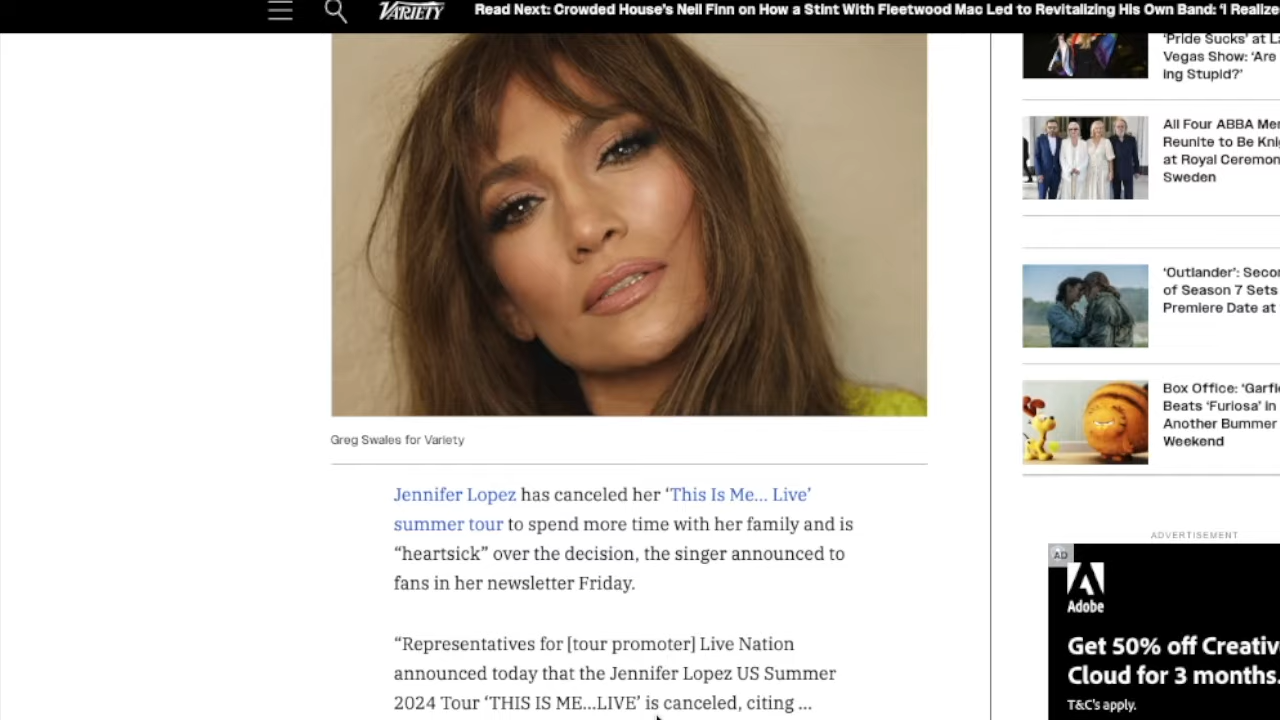 VARIETY
Read Next: Crowded House's Neil Finn on How a Stint With Fleetwood Mac Led to Revitalizing His Own Band: 'I Realize
Greg Swales for Variety
Jennifer Lopez has canceled her 'This Is Me... Live'
summer tour to spend more time with her family and is
“heartsick” over the decision, the singer announced to
fans in her newsletter Friday.
“Representatives for [tour promoter] Live Nation
announced today that the Jennifer Lopez US Summer
2024 Tour ‘THIS IS ME...LIVE’ is canceled, citing ...
'Pride Sucks' at La
Vegas Show: 'Are
ing Stupid?'
All Four ABBA Mem
Reunite to Be Kni
at Royal Ceremon
Sweden
'Outlander': Seco
of Season 7 Sets
Premiere Date at
Box Office: 'Garfi
Beats 'Furiosa' in
Another Bummer
Weekend
ADVERTISEMENT
AD
Adobe
Get 50% off Creativ
Cloud for 3 months.
T&C's apply.